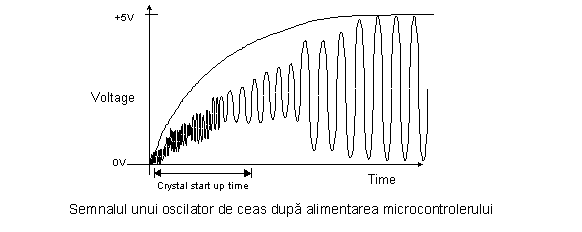 +5V
Voltage
0V
Crystal start up time
Time
Semnalul unui oscilator de ceas după alimentarea microcontrolerului